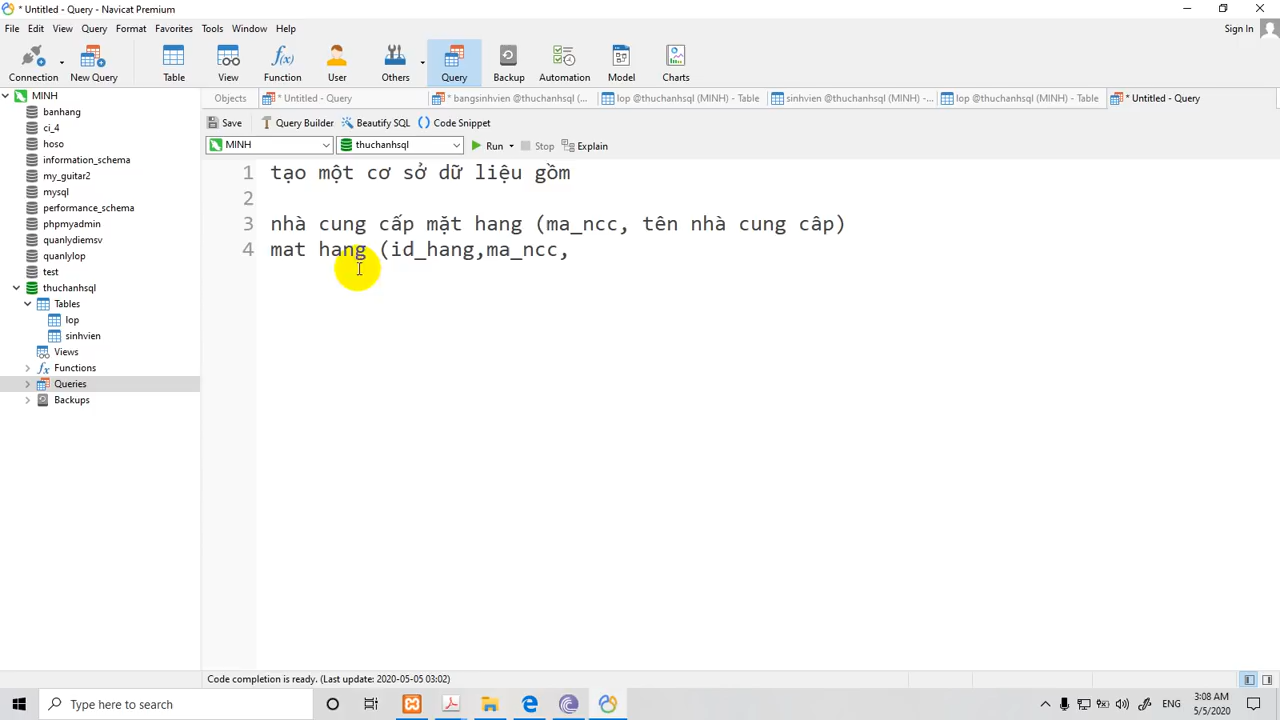 * Untitled - Query - Navicat Premium
File Edit View Query Format Tools Favorites Window Help
Sign In
Connection New Query Table View Function User Others Query Backup Automation Model Charts
MINH
banhang
ci_4
hoso
information_schema
my_guitar2
mysql
performance_schema
phpmyadmin
quanlydiemsv
quanlylop
test
thuchanhsql
Tables
lop
sinhvien
Views
Functions
Queries
Backups
Objects * Untitled - Query * bangsinhvien @thuchanhsql (... lop @thuchanhsql (MINH) - Table sinhvien @thuchanhsql (MINH) -... lop @thuchanhsql (MINH) - Table * Untitled - Query
Save Query Builder Beautify SQL () Code Snippet
MINH thuchanhsql Run Stop Explain
1 tạo một cơ sở dữ liệu gồm
2
3 nhà cung cấp mặt hang (ma_ncc, tên nhà cung câp)
4 mat hang (id_hang,ma_ncc,
Code completion is ready. (Last update: 2020-05-05 03:02)
Type here to search
ENG
3:08 AM
5/5/2020